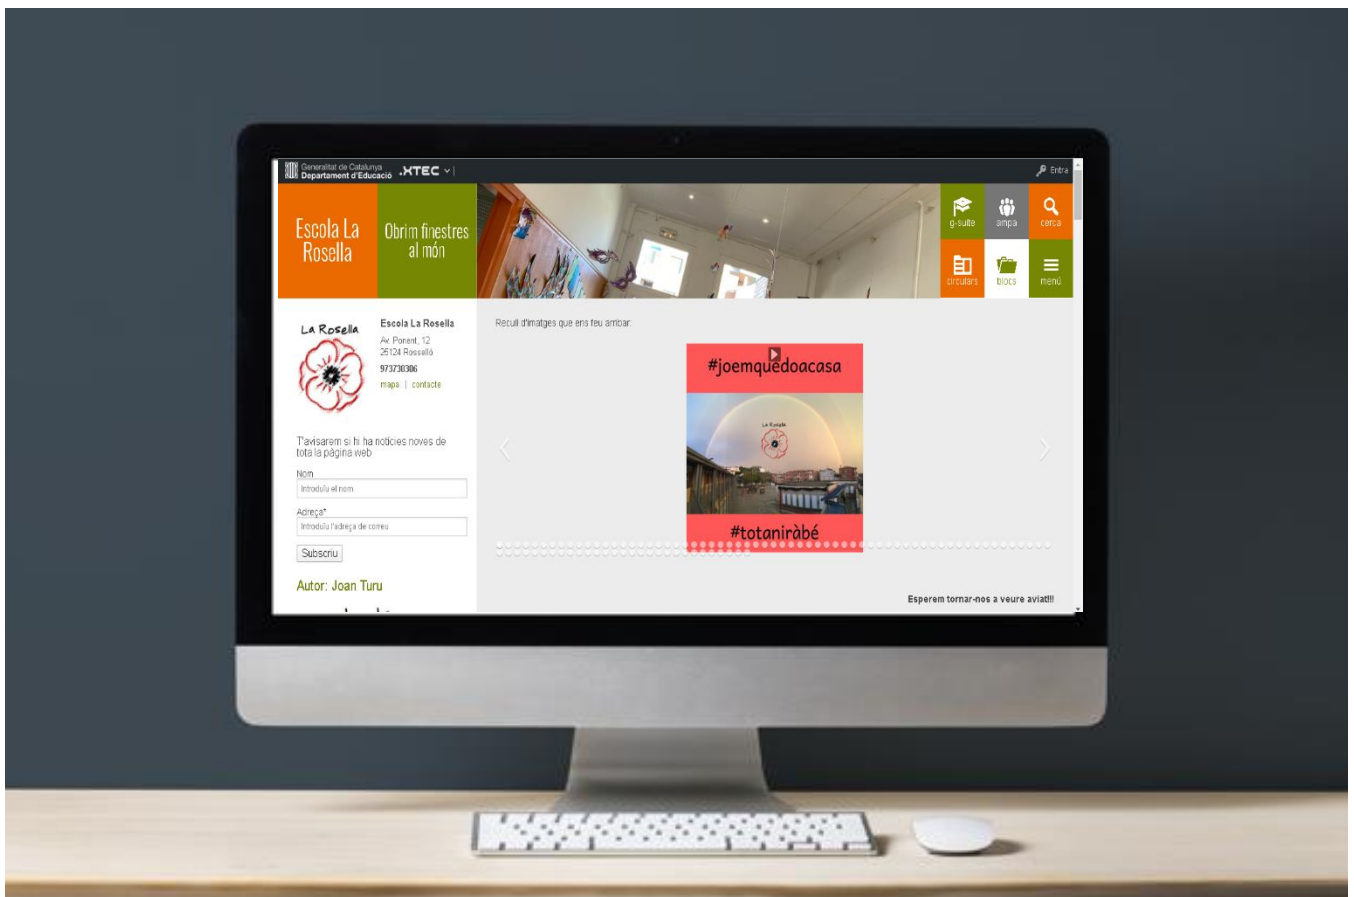 Generalitat de Catalunya
Departament d'Educació
.XTEC
Entra
Escola La
Rosella
Obrim finestres
al món
g-suite
ampa
cerca
circulars
blocs
menú
La Rosella
Escola La Rosella
Av. Ponent, 12
25124 Rosselló
973730306
mapa | contacte
T'avisarem si hi ha notícies noves de
tota la pàgina web
Nom
Introduïu el nom
Adreça*
Introduïu l'adreça de correu
Subscriu
Autor: Joan Turu
Recull d'imatges que ens feu arribar:
#joemquedoacasa
La Rosella
#totaniràbé
Esperem tornar-nos a veure aviat!!!